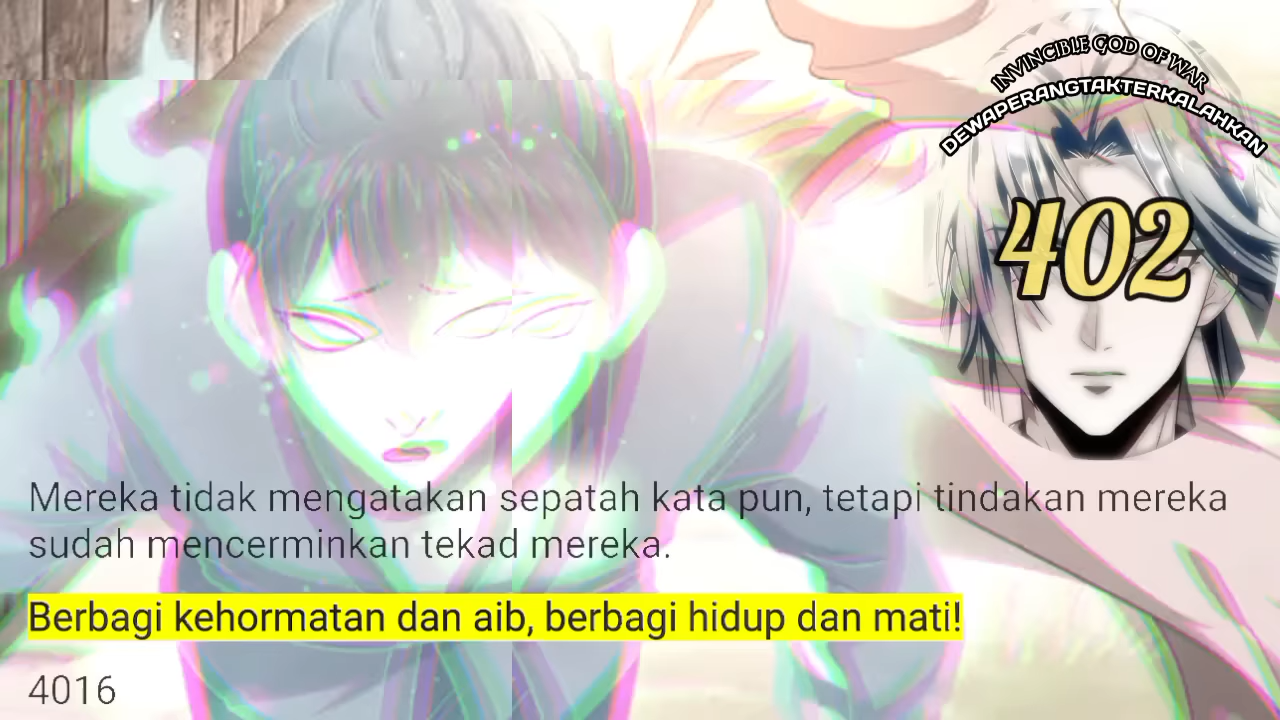 INVINCIBLE GOD OF WAR
DEWAPERANGTAKTERKALAHKAN
402
Mereka tidak mengatakan sepatah kata pun, tetapi tindakan mereka
sudah mencerminkan tekad mereka.
Berbagi kehormatan dan aib, berbagi hidup dan mati!
4016